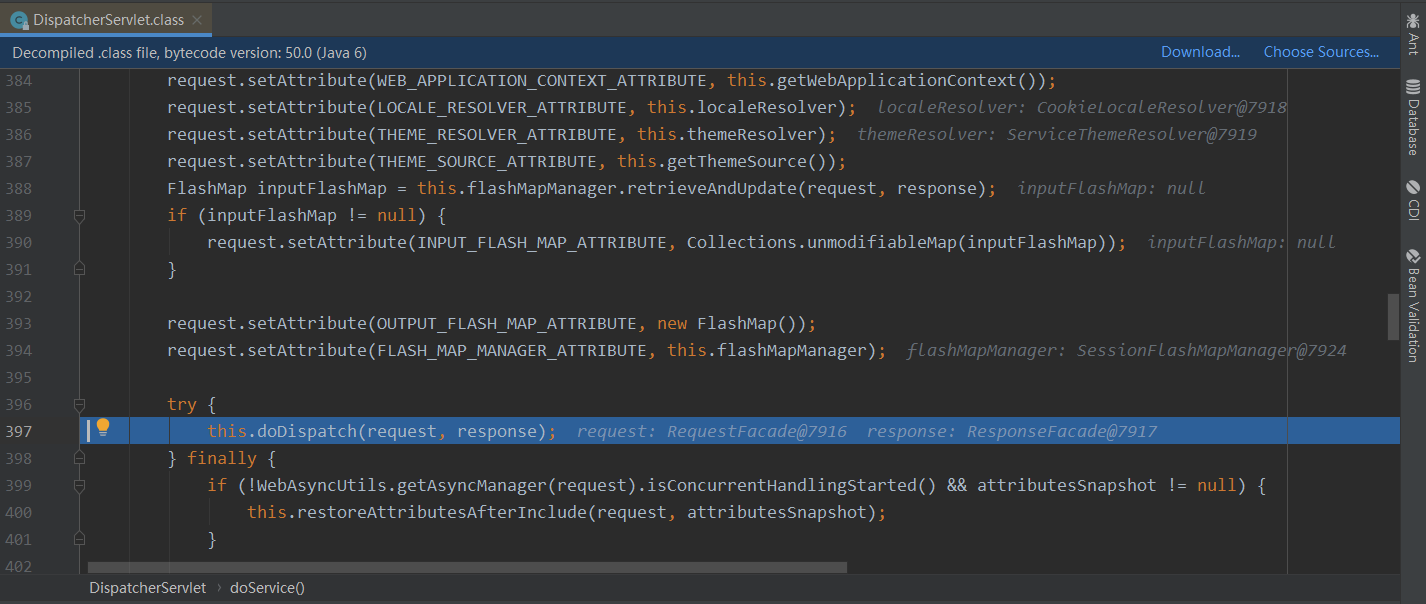 DispatcherServlet.class
Decompiled .class file, bytecode version: 50.0 (Java 6) Download... Choose Sources...
384 request.setAttribute(WEB_APPLICATION_CONTEXT_ATTRIBUTE, this.getWebApplicationContext());
385 request.setAttribute(LOCALE_RESOLVER_ATTRIBUTE, this.localeResolver); localeResolver: CookieLocaleResolver@7918
386 request.setAttribute(THEME_RESOLVER_ATTRIBUTE, this.themeResolver); themeResolver: ServiceThemeResolver@7919
387 request.setAttribute(THEME_SOURCE_ATTRIBUTE, this.getThemeSource());
388 FlashMap inputFlashMap = this.flashMapManager.retrieveAndUpdate(request, response); inputFlashMap: null
389 if (inputFlashMap != null) {
390 request.setAttribute(INPUT_FLASH_MAP_ATTRIBUTE, Collections.unmodifiableMap(inputFlashMap)); inputFlashMap: null
391 }
392
393 request.setAttribute(OUTPUT_FLASH_MAP_ATTRIBUTE, new FlashMap());
394 request.setAttribute(FLASH_MAP_MANAGER_ATTRIBUTE, this.flashMapManager); flashMapManager: SessionFlashMapManager@7924
395
396 try {
397 this.doDispatch(request, response); request: RequestFacade@7916 response: ResponseFacade@7917
398 } finally {
399 if (!WebAsyncUtils.getAsyncManager(request).isConcurrentHandlingStarted() && attributesSnapshot != null) {
400 this.restoreAttributesAfterInclude(request, attributesSnapshot);
401 }
402
DispatcherServlet › doService()
Ant
Database
CDI
Bean Validation